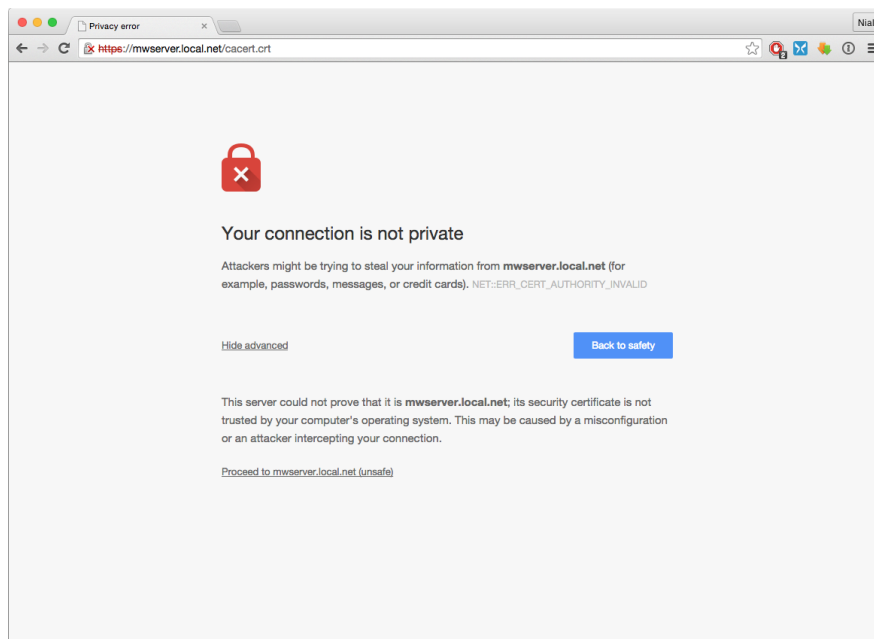 Privacy error
Nial
https://mwserver.local.net/cacert.crt
Your connection is not private
Attackers might be trying to steal your information from mwserver.local.net (for
example, passwords, messages, or credit cards). NET::ERR_CERT_AUTHORITY_INVALID
Hide advanced
Back to safety
This server could not prove that it is mwserver.local.net; its security certificate is not
trusted by your computer's operating system. This may be caused by a misconfiguration
or an attacker intercepting your connection.
Proceed to mwserver.local.net (unsafe)